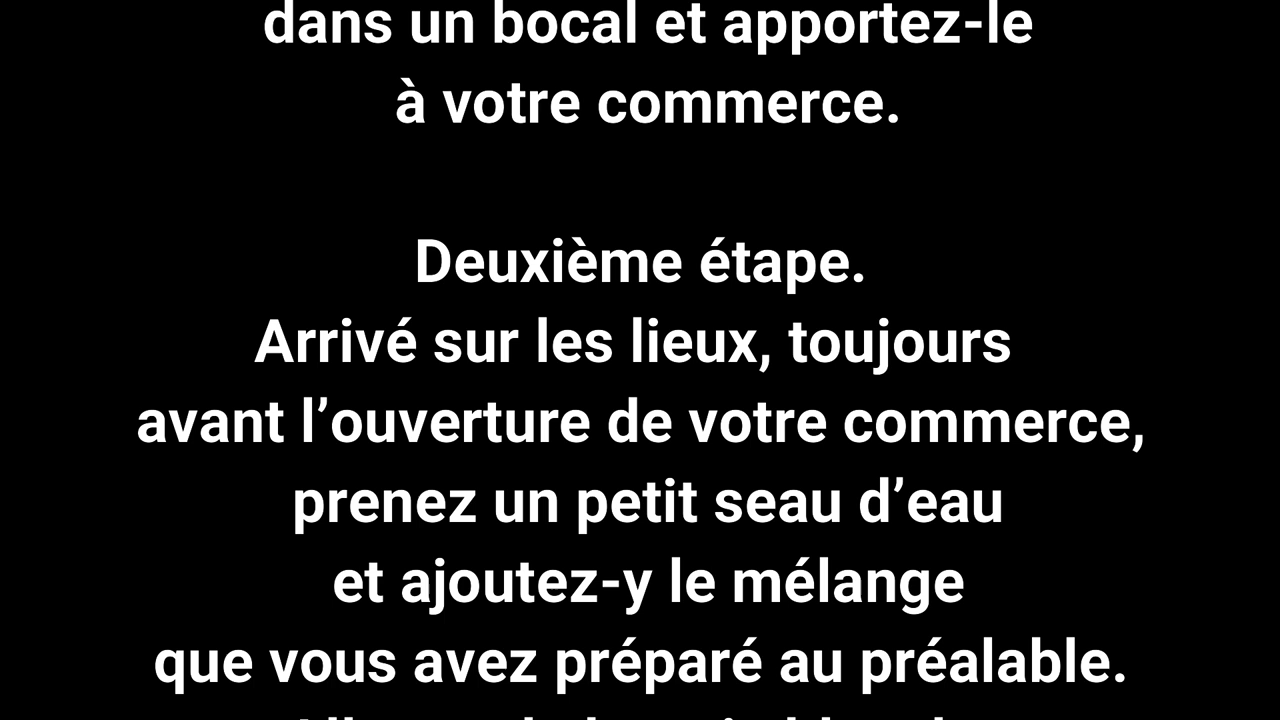 dans un bocal et apportez-le
à votre commerce.
Deuxième étape.
Arrivé sur les lieux, toujours
avant l’ouverture de votre commerce,
prenez un petit seau d’eau
et ajoutez-y le mélange
que vous avez préparé au préalable.